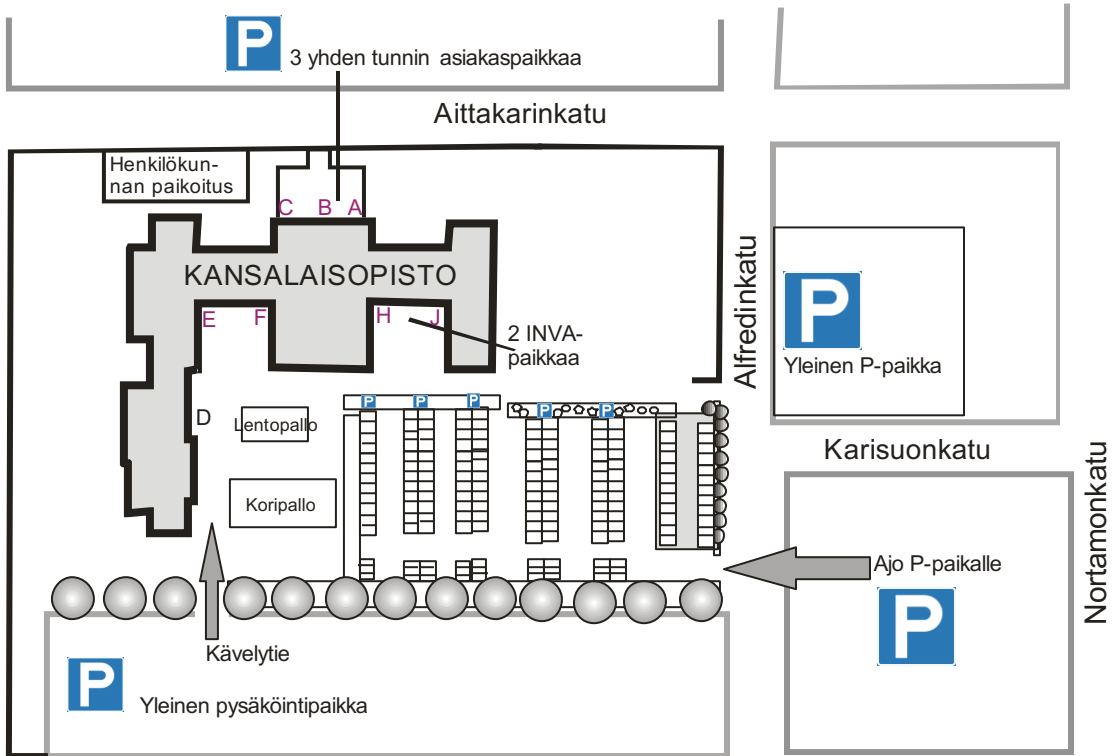 P
3 yhden tunnin asiakaspaikkaa
Aittakarinkatu
Henkilökun-
nan paikoitus
C B A
KANSALAISOPISTO
E F H J
2 INVA-
paikkaa
Alfredinkatu
P
Yleinen P-paikka
P P P P P
D
Lentopallo
Karisuonkatu
Koripallo
Nortamonkatu
Ajo P-paikalle
P
Kävelytie
P
Yleinen pysäköintipaikka